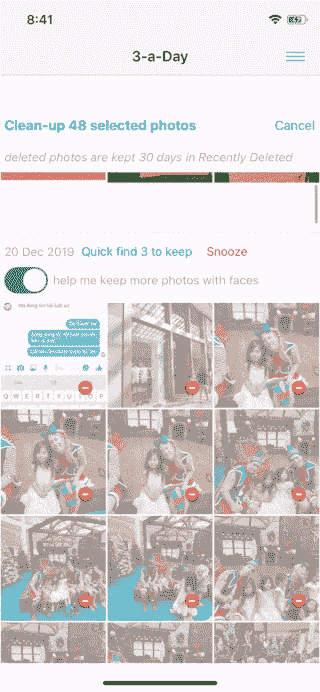 8:41
3-a-Day
Clean-up 48 selected photos
Cancel
deleted photos are kept 30 days in Recently Deleted
20 Dec 2019 Quick find 3 to keep Snooze
help me keep more photos with faces
Q W E R T Y U I O P